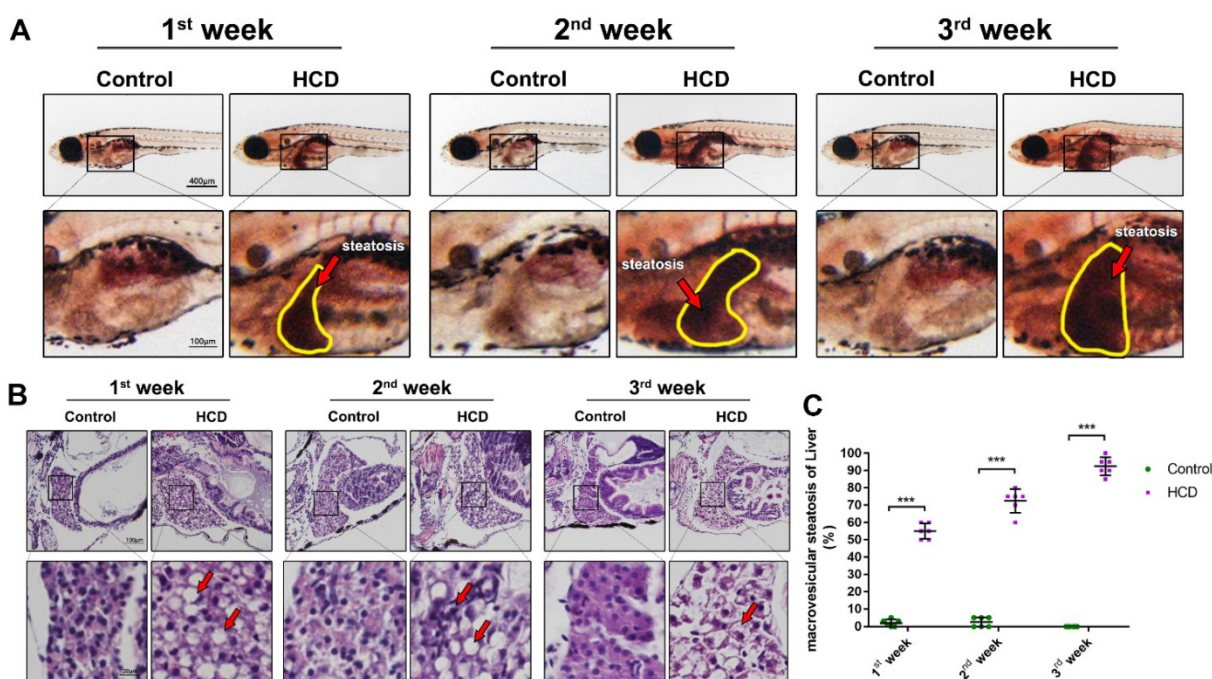 A
1st week
2nd week
3rd week
Control
HCD
Control
HCD
Control
HCD
400μm
steatosis
steatosis
steatosis
100μm
B
1st week
2nd week
3rd week
Control
HCD
Control
HCD
Control
HCD
100μm
20μm
C
macrovesicular steatosis of Liver
(%)
100
90
80
70
60
50
40
30
20
10
0
***
***
***
Control
HCD
1st week
2nd week
3rd week